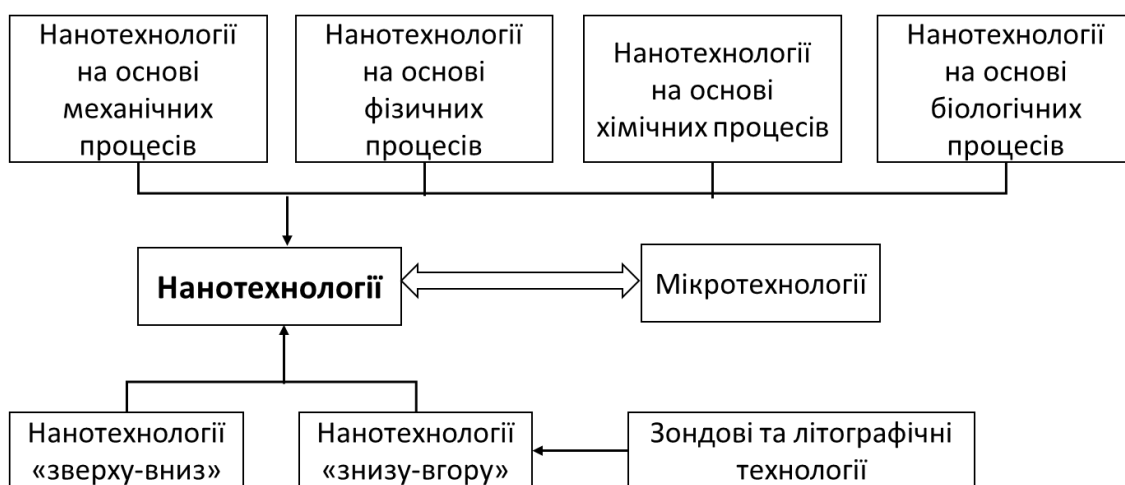 Нанотехнології
на основі
механічних
процесів
Нанотехнології
на основі
фізичних
процесів
Нанотехнології
на основі
хімічних процесів
Нанотехнології
на основі
біологічних
процесів
Нанотехнології
Мікротехнології
Нанотехнології
«зверху-вниз»
Нанотехнології
«знизу-вгору»
Зондові та літографічні
технології